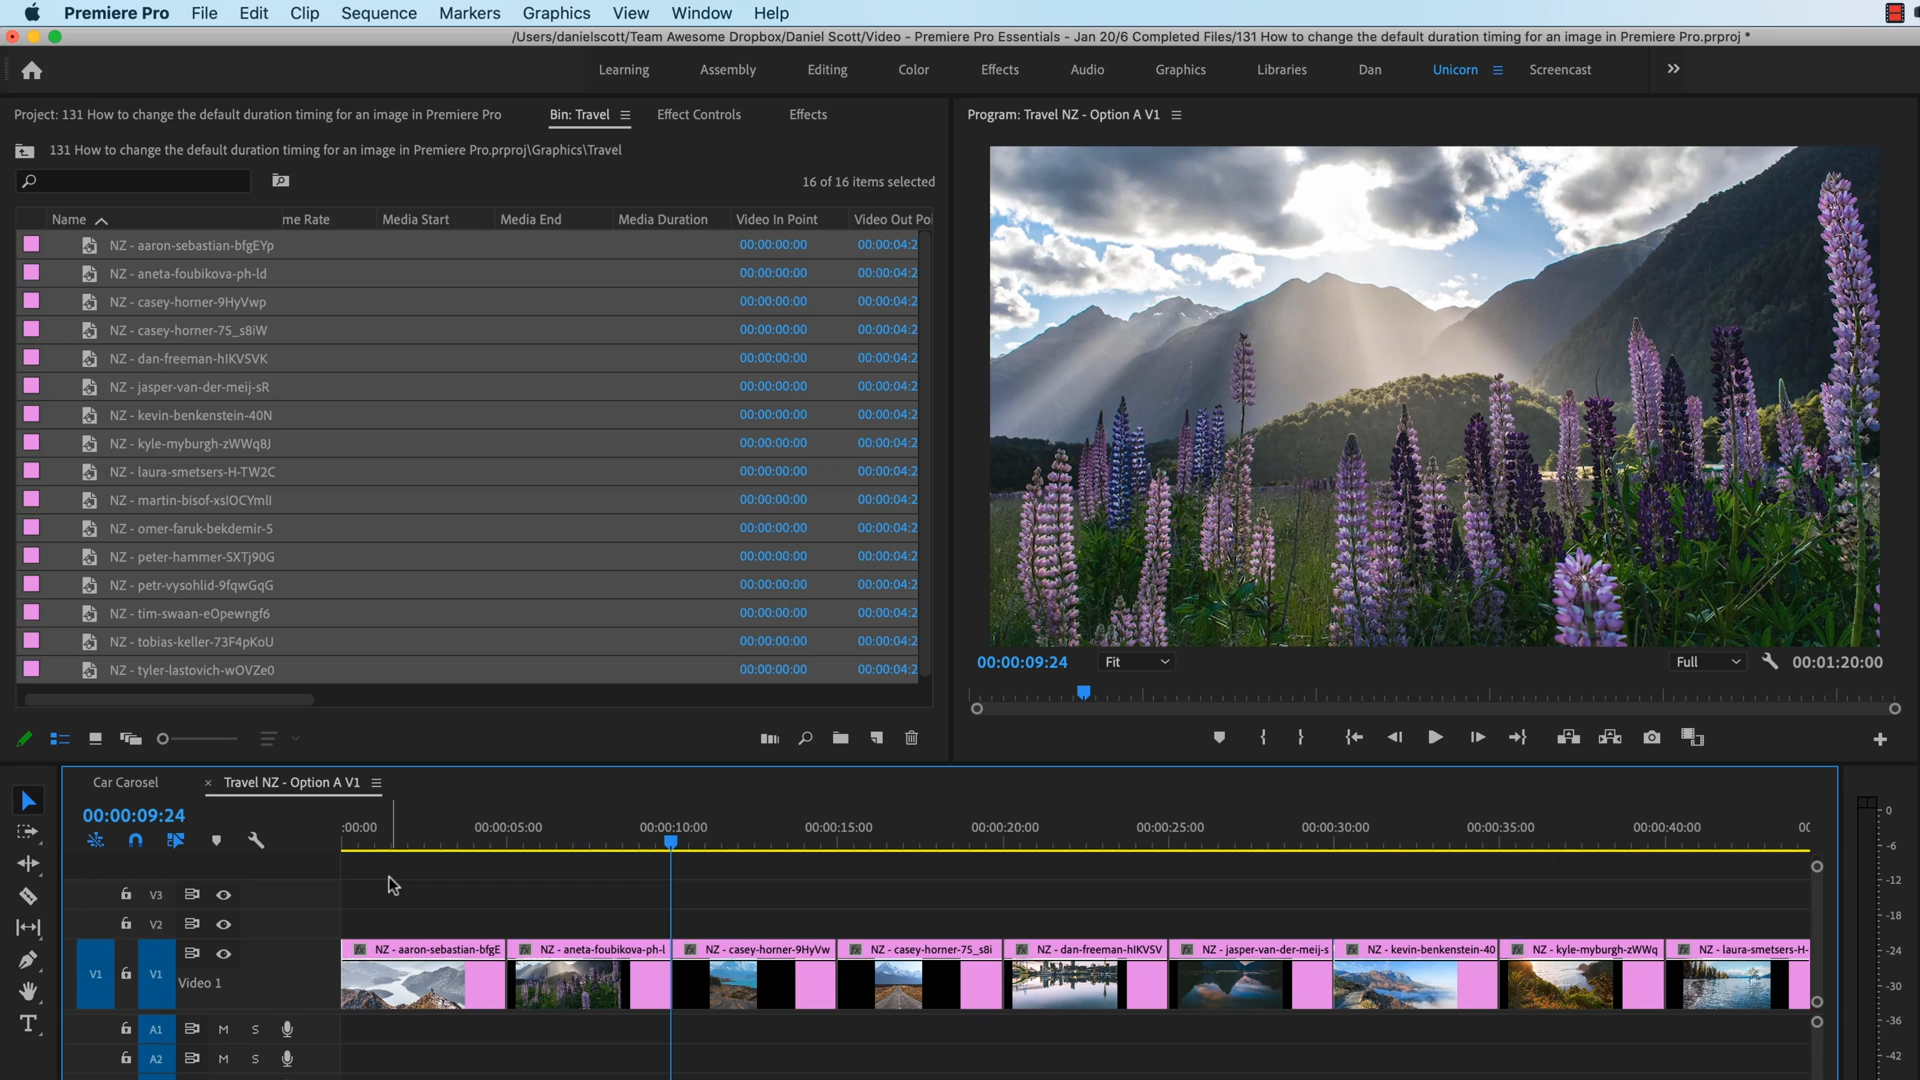 Premiere Pro File Edit Clip Sequence Markers Graphics View Window Help
/Users/danielscott/Team Awesome Dropbox/Daniel Scott/Video - Premiere Pro Essentials - Jan 20/6 Completed Files/131 How to change the default duration timing for an image in Premiere Pro.prproj *
Learning Assembly Editing Color Effects Audio Graphics Libraries Dan Unicorn Screencast
Project: 131 How to change the default duration timing for an image in Premiere Pro Bin: Travel Effect Controls Effects
Program: Travel NZ - Option A V1
131 How to change the default duration timing for an image in Premiere Pro.prproj\Graphics\Travel
16 of 16 items selected
Name me Rate Media Start Media End Media Duration Video In Point Video Out Poi
NZ - aaron-sebastian-bfgEYp 00:00:00:00 00:00:04:2
NZ - aneta-foubikova-ph-ld 00:00:00:00 00:00:04:2
NZ - casey-horner-9HyVwp 00:00:00:00 00:00:04:2
NZ - casey-horner-75_s8iW 00:00:00:00 00:00:04:2
NZ - dan-freeman-hIKVSVK 00:00:00:00 00:00:04:2
NZ - jasper-van-der-meij-sR 00:00:00:00 00:00:04:2
NZ - kevin-benkenstein-40N 00:00:00:00 00:00:04:2
NZ - kyle-myburgh-zWWq8J 00:00:00:00 00:00:04:2
NZ - laura-smetsers-H-TW2C 00:00:00:00 00:00:04:2
NZ - martin-bisof-xsIOCYmlI 00:00:00:00 00:00:04:2
NZ - omer-faruk-bekdemir-5 00:00:00:00 00:00:04:2
NZ - peter-hammer-SXTj90G 00:00:00:00 00:00:04:2
NZ - petr-vysohlid-9fqwGqG 00:00:00:00 00:00:04:2
NZ - tim-swaan-eOpewngf6 00:00:00:00 00:00:04:2
NZ - tobias-keller-73F4pKoU 00:00:00:00 00:00:04:2
NZ - tyler-lastovich-wOVZe0 00:00:00:00 00:00:04:2
00:00:09:24 Fit Full 00:01:20:00
Car Carosel × Travel NZ - Option A V1
00:00:09:24
:00:00 00:00:05:00 00:00:10:00 00:00:15:00 00:00:20:00 00:00:25:00 00:00:30:00 00:00:35:00 00:00:40:00 00
V3
V2
fx NZ - aaron-sebastian-bfgE fx NZ - aneta-foubikova-ph-l fx NZ - casey-horner-9HyVw fx NZ - casey-horner-75_s8i fx NZ - dan-freeman-hIKVSV fx NZ - jasper-van-der-meij-s fx NZ - kevin-benkenstein-40 fx NZ - kyle-myburgh-zWWq fx NZ - laura-smetsers-H-
V1 V1 Video 1
A1 M S
A2 M S
0
-6
-12
-18
-24
-30
-36
-42